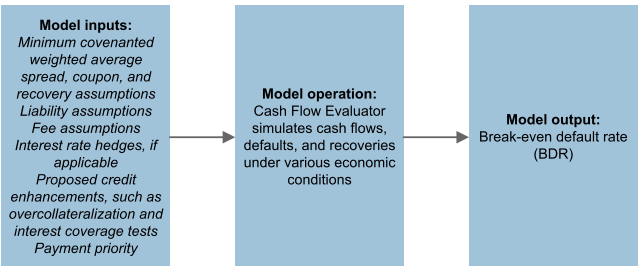 Model inputs:
Minimum covenanted
weighted average
spread, coupon, and
recovery assumptions
Liability assumptions
Fee assumptions
Interest rate hedges, if
applicable
Proposed credit
enhancements, such as
overcollateralization and
interest coverage tests
Payment priority
Model operation:
Cash Flow Evaluator
simulates cash flows,
defaults, and recoveries
under various economic
conditions
Model output:
Break-even default rate
(BDR)